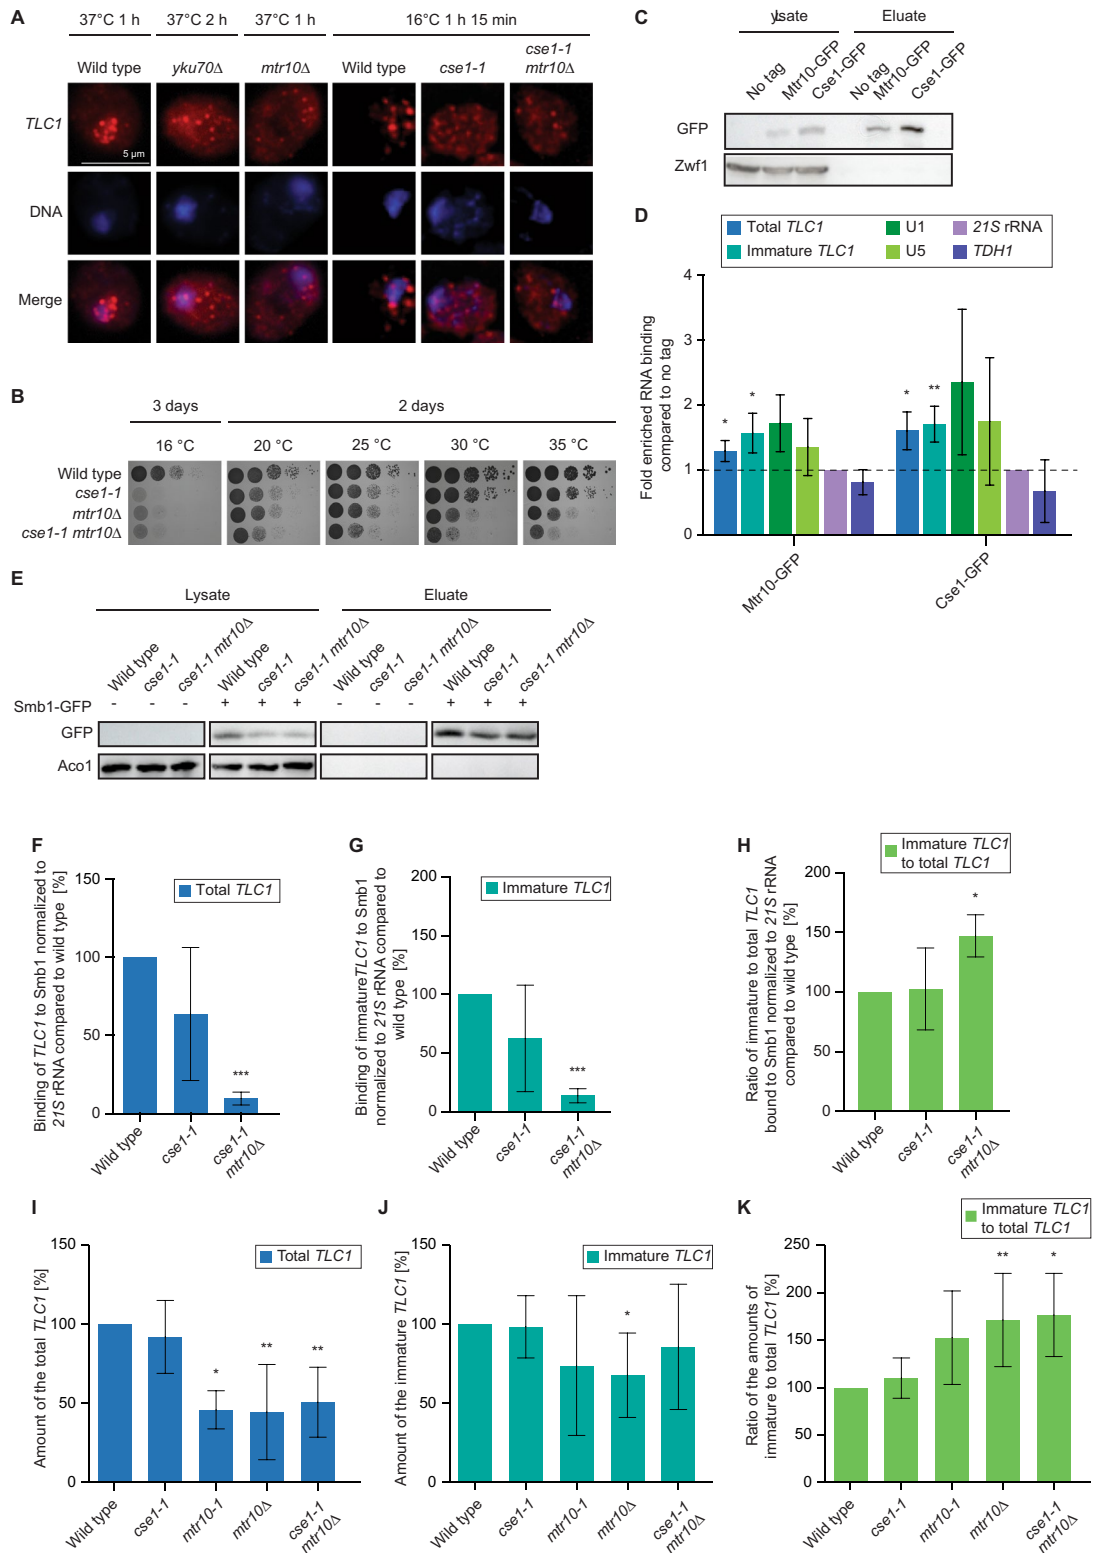 A
37°C 1 h
37°C 2 h
37°C 1 h
16°C 1 h 15 min
Wild type
yku70Δ
mtr10Δ
Wild type
cse1-1
cse1-1
mtr10Δ
TLC1
5 µm
DNA
Merge
B
3 days
2 days
16 °C
20 °C
25 °C
30 °C
35 °C
Wild type
cse1-1
mtr10Δ
cse1-1 mtr10Δ
C
Lysate
Eluate
No tag
Mtr10-GFP
Cse1-GFP
No tag
Mtr10-GFP
Cse1-GFP
GFP
Zwf1
D
Total TLC1
U1
21S rRNA
Immature TLC1
U5
TDH1
Fold enriched RNA binding
compared to no tag
4
3
2
1
0
*
*
*
**
Mtr10-GFP
Cse1-GFP
E
Lysate
Eluate
Wild type
cse1-1
cse1-1 mtr10Δ
Wild type
cse1-1
cse1-1 mtr10Δ
Wild type
cse1-1
cse1-1 mtr10Δ
Wild type
cse1-1
cse1-1 mtr10Δ
Smb1-GFP - - - + + + - - - + + +
GFP
Aco1
F
Total TLC1
Binding of TLC1 to Smb1 normalized to
21S rRNA compared to wild type [%]
150
100
50
0
***
Wild type
cse1-1
cse1-1
mtr10Δ
G
Immature TLC1
Binding of immatureTLC1 to Smb1
normalized to 21S rRNA compared to
wild type [%]
200
150
100
50
0
***
Wild type
cse1-1
cse1-1
mtr10Δ
H
Immature TLC1
to total TLC1
Ratio of immature to total TLC1
bound to Smb1 normalized to 21S rRNA
compared to wild type [%]
200
150
100
50
0
*
Wild type
cse1-1
cse1-1
mtr10Δ
I
Total TLC1
Amount of the total TLC1 [%]
150
100
50
0
*
**
**
Wild type
cse1-1
mtr10-1
mtr10Δ
cse1-1
mtr10Δ
J
Immature TLC1
Amount of the immature TLC1 [%]
150
100
50
0
*
Wild type
cse1-1
mtr10-1
mtr10Δ
cse1-1
mtr10Δ
K
Immature TLC1
to total TLC1
Ratio of the amounts of
immature to total TLC1 [%]
250
200
150
100
50
0
**
*
Wild type
cse1-1
mtr10-1
mtr10Δ
cse1-1
mtr10Δ